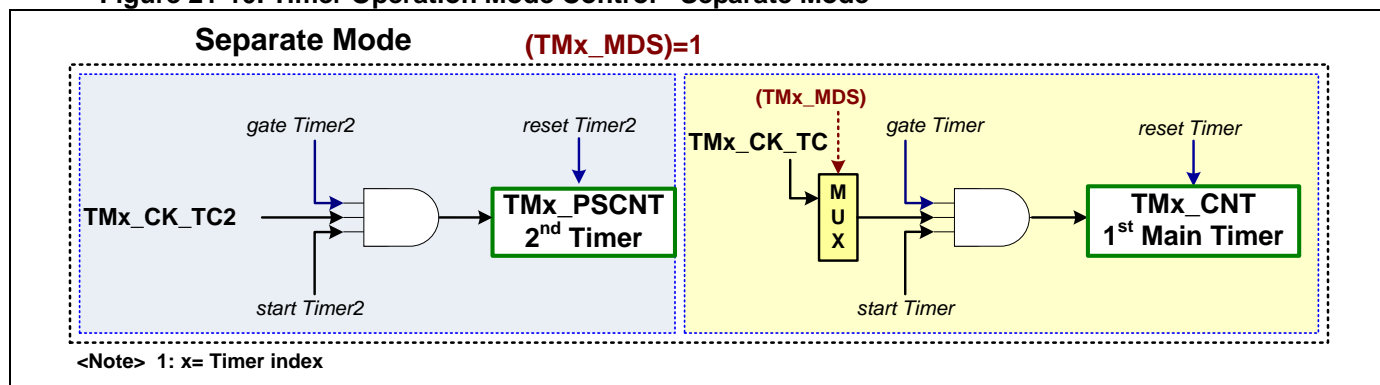 Separate Mode
(TMx_MDS)=1
gate Timer2
reset Timer2
TMx_CK_TC2
TMx_PSCNT
2nd Timer
start Timer2
(TMx_MDS)
TMx_CK_TC
gate Timer
reset Timer
M
U
X
TMx_CNT
1st Main Timer
start Timer
<Note> 1: x= Timer index